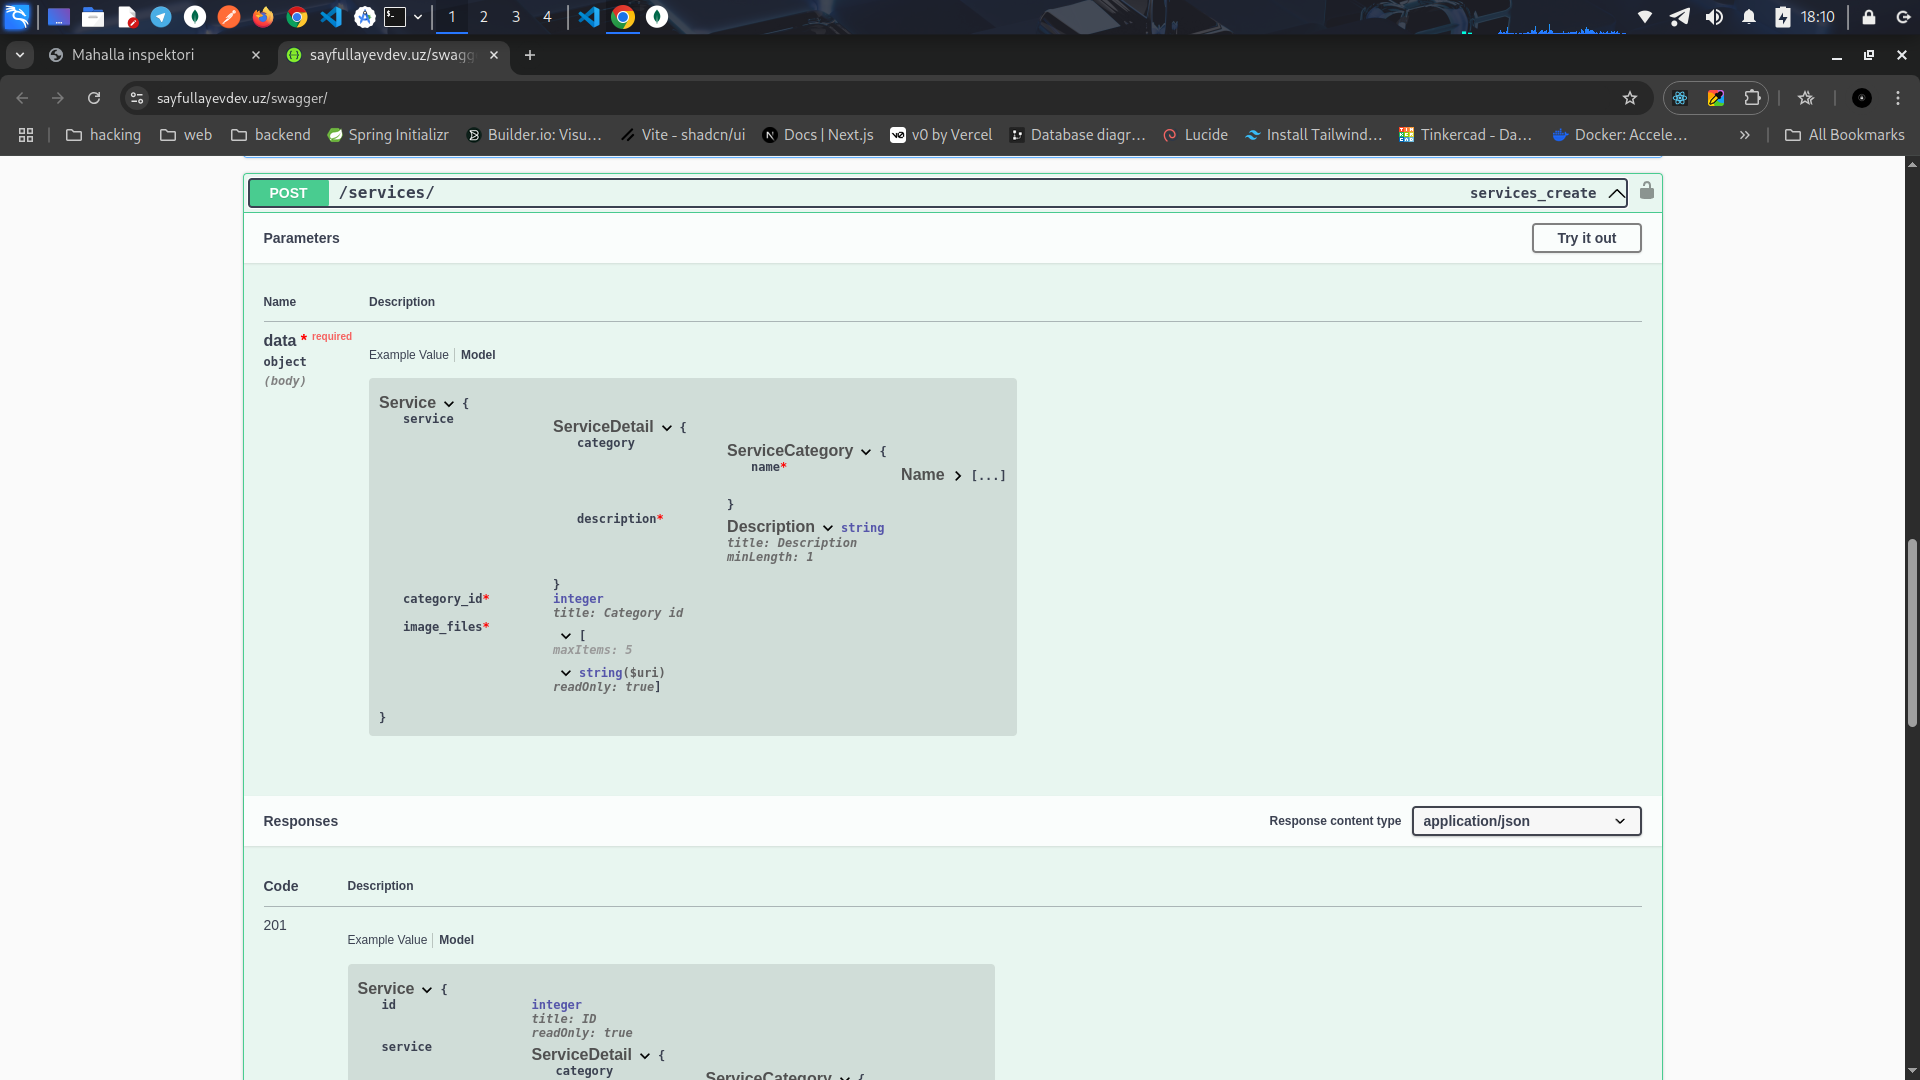 1 2 3 4 18:10
Mahalla inspektori
sayfullayevdev.uz/swagg
sayfullayevdev.uz/swagger/
hacking web backend Spring Initializr Builder.io: Visu… Vite - shadcn/ui Docs | Next.js v0 by Vercel Database diagr… Lucide Install Tailwind… Tinkercad - Da… Docker: Accele… » All Bookmarks
POST /services/ services_create
Parameters Try it out
Name Description
data * required
object
(body)
Example Value Model
Service {
service
ServiceDetail {
category
ServiceCategory {
name*
Name [...]
}
description*
Description string
title: Description
minLength: 1
}
category_id* integer
title: Category id
image_files*
[
maxItems: 5
string($uri)
readOnly: true]
}
Responses Response content type application/json
Code Description
201
Example Value Model
Service {
id integer
title: ID
readOnly: true
service
ServiceDetail {
category
ServiceCategory {